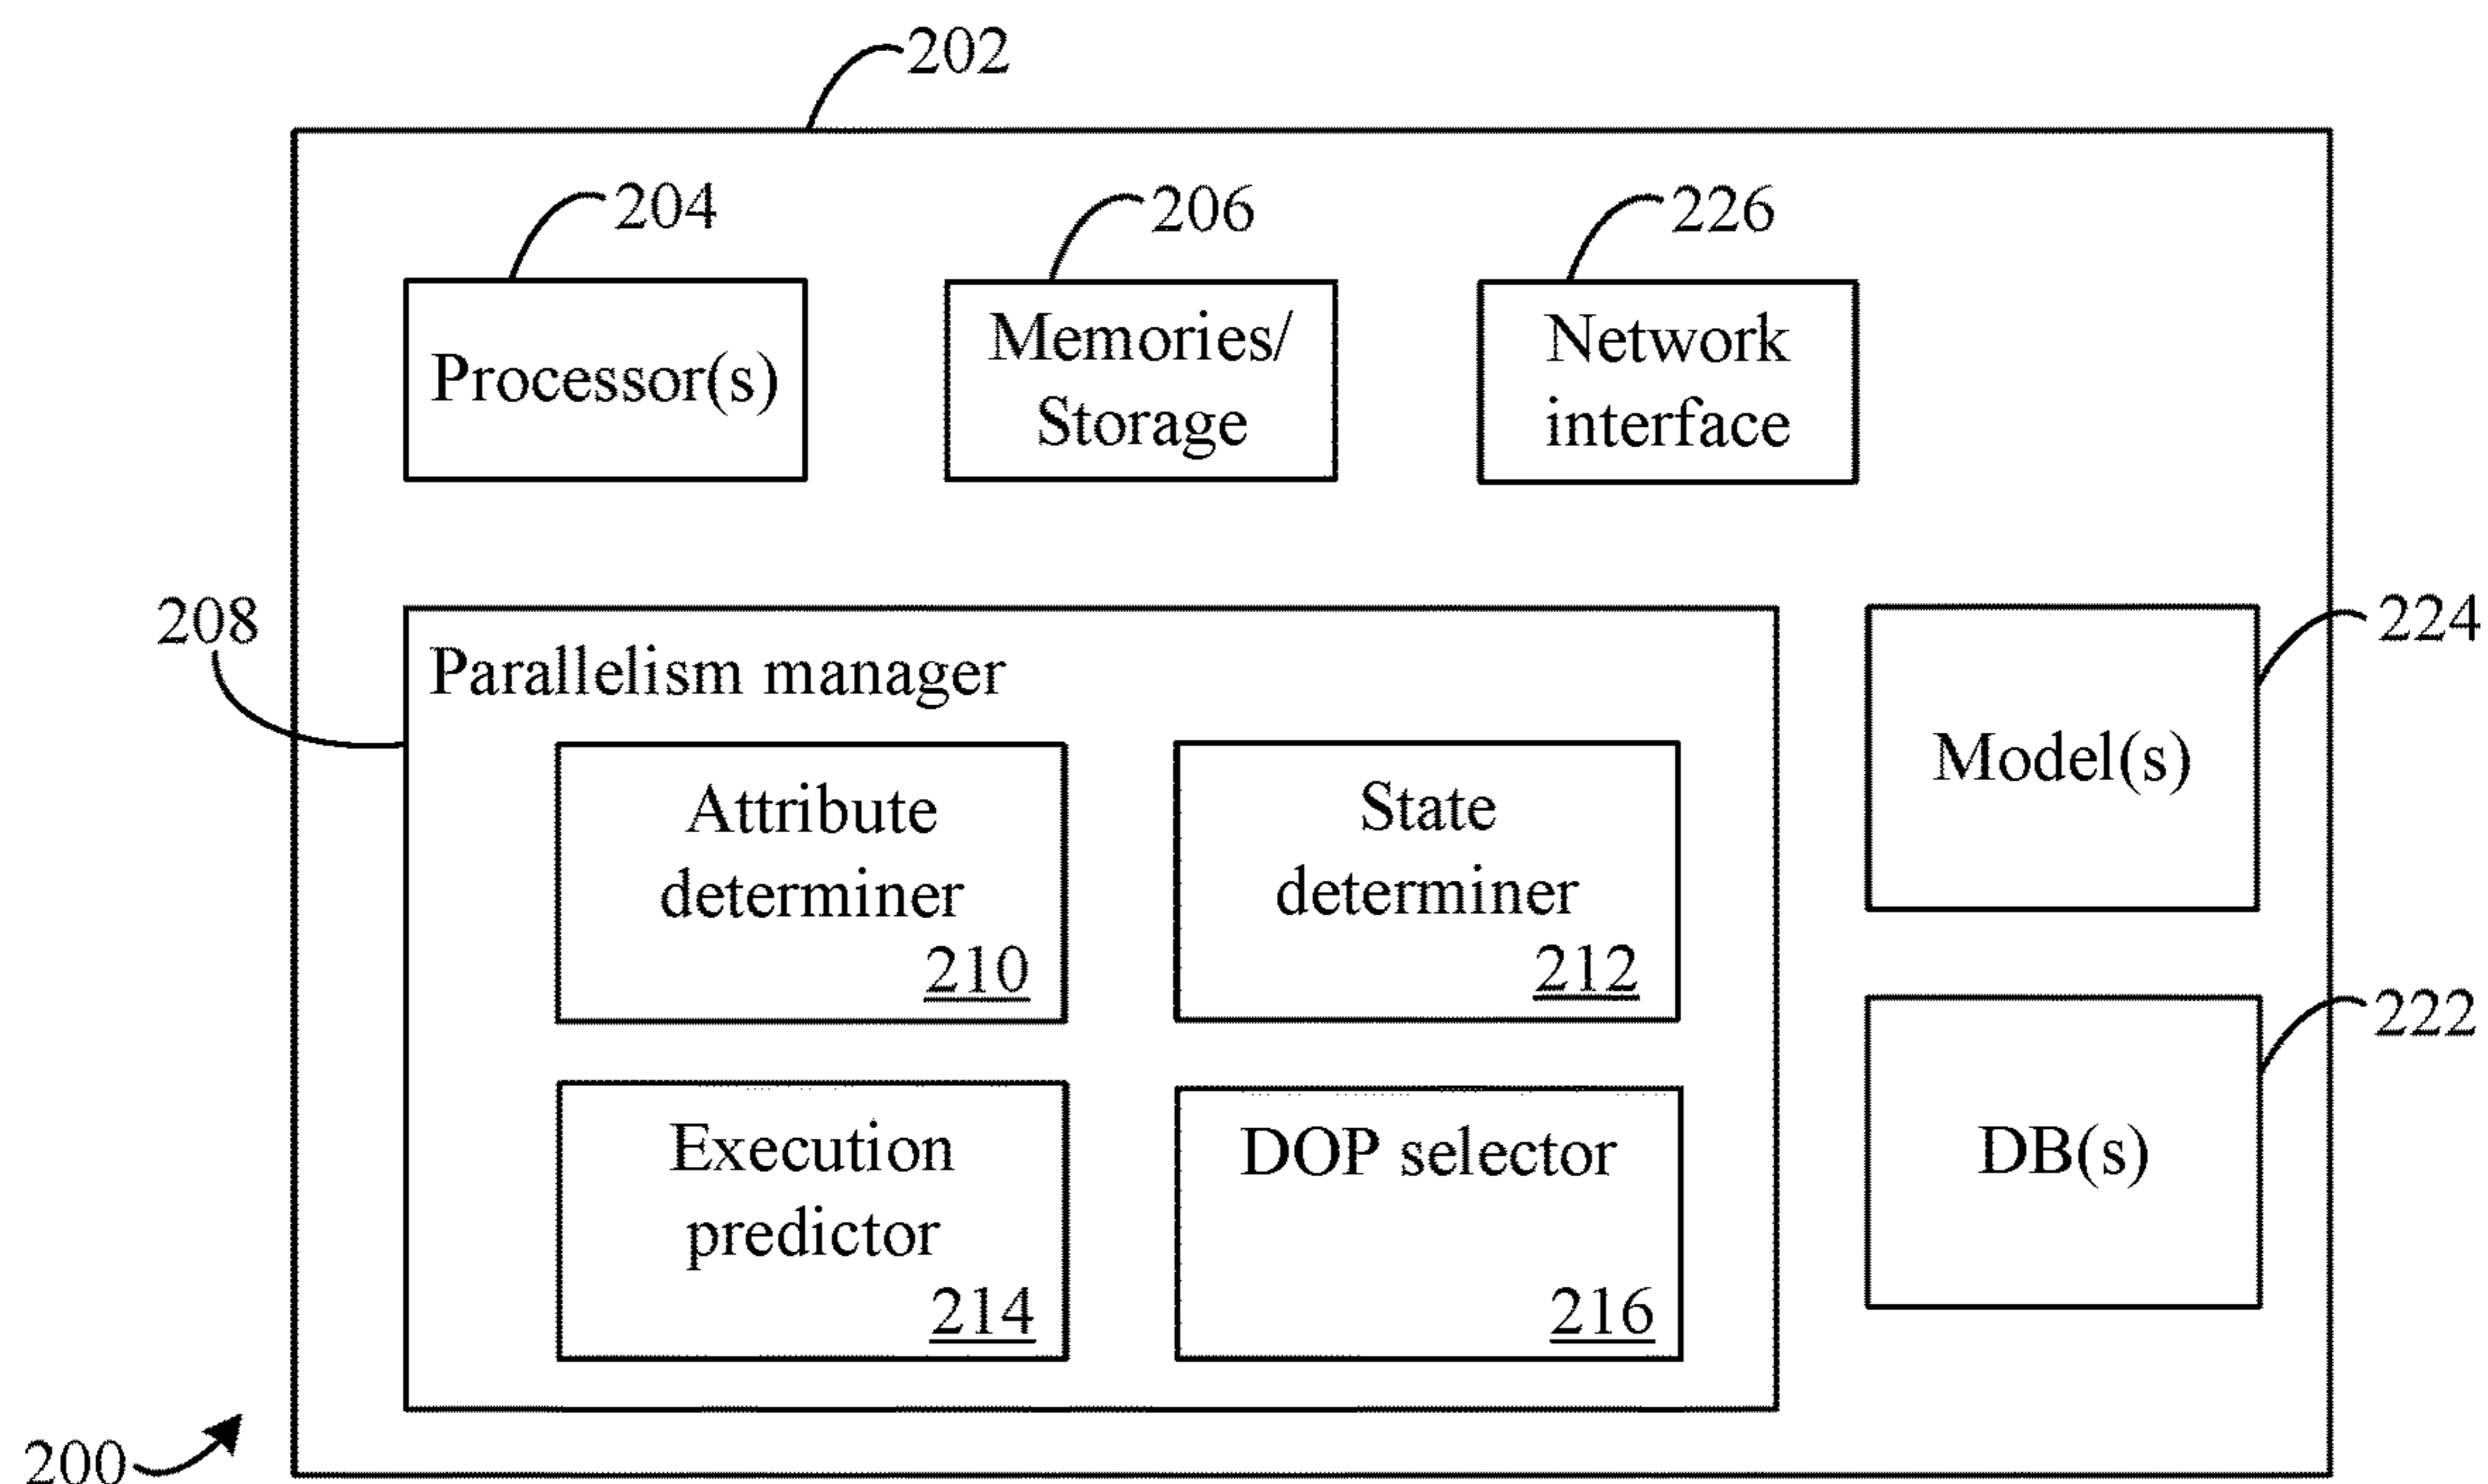 202
204
206
226
Processor(s)
Memories/
Storage
Network
interface
208
Parallelism manager
Attribute
determiner
210
State
determiner
212
Execution
predictor
214
DOP selector
216
224
Model(s)
222
DB(s)
200